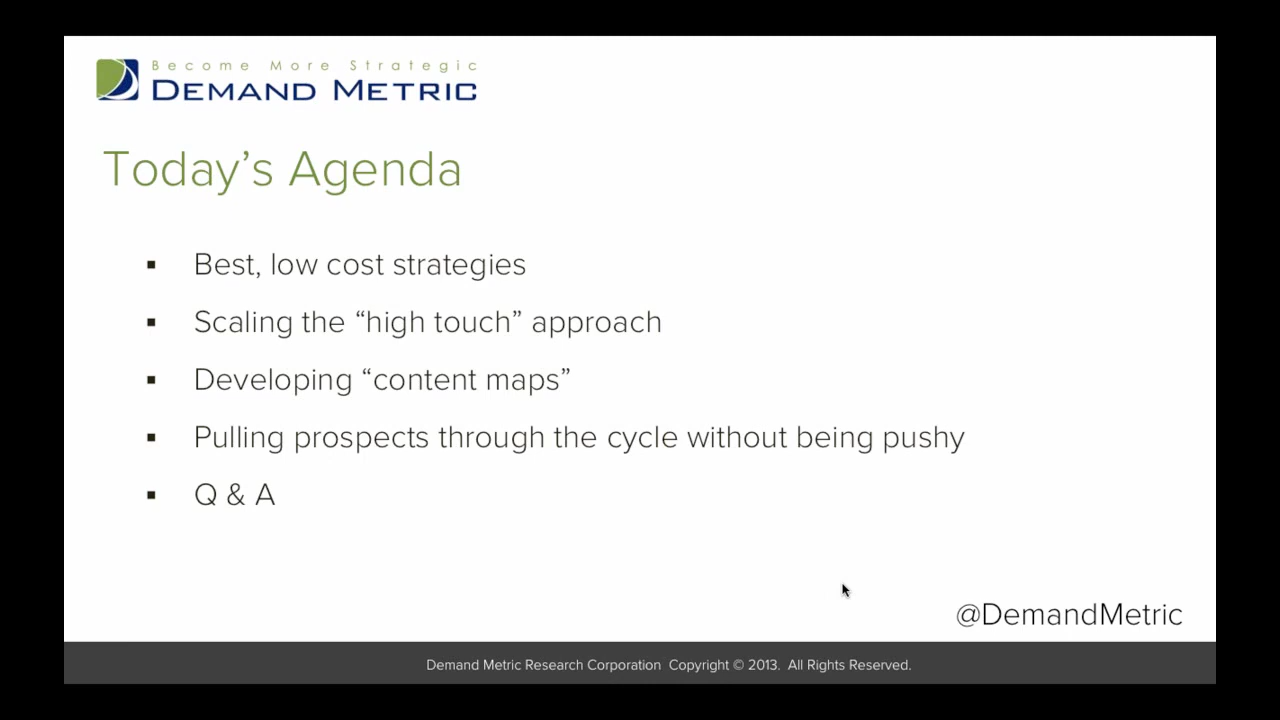 Become More Strategic
DEMAND METRIC
Today’s Agenda
▪ Best, low cost strategies
▪ Scaling the “high touch” approach
▪ Developing “content maps”
▪ Pulling prospects through the cycle without being pushy
▪ Q & A
@DemandMetric
Demand Metric Research Corporation  Copyright © 2013.  All Rights Reserved.